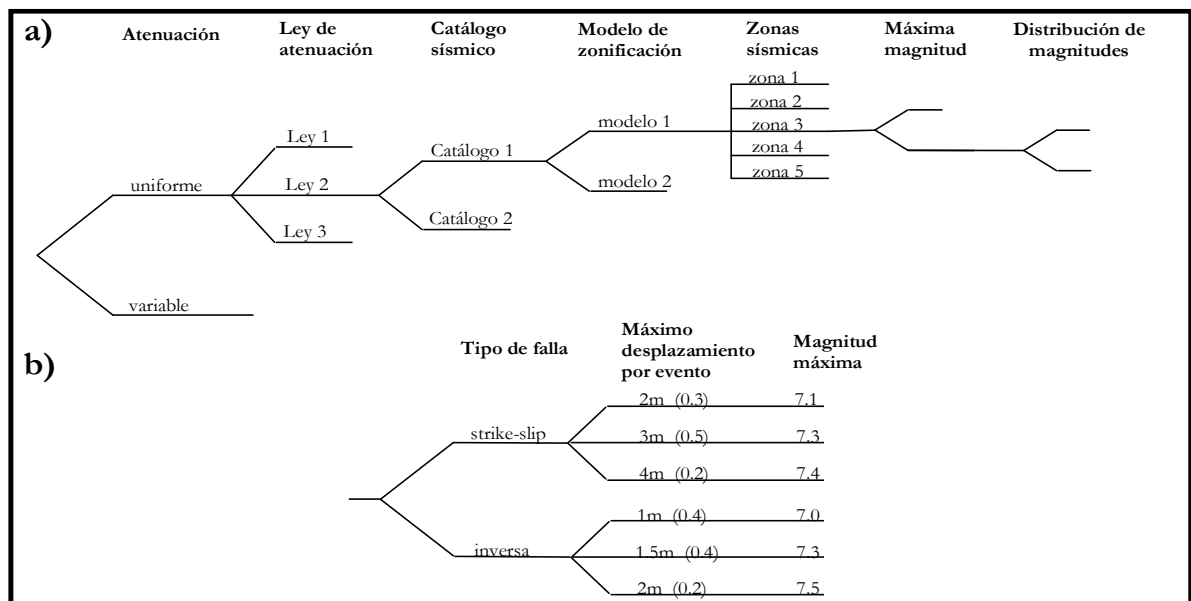 a)
Atenuación
Ley de
atenuación
Catálogo
sísmico
Modelo de
zonificación
Zonas
sísmicas
Máxima
magnitud
Distribución de
magnitudes
uniforme
variable
Ley 1
Ley 2
Ley 3
Catálogo 1
Catálogo 2
modelo 1
modelo 2
zona 1
zona 2
zona 3
zona 4
zona 5
b)
Tipo de falla
Máximo
desplazamiento
por evento
Magnitud
máxima
strike-slip
2m (0.3) 7.1
3m (0.5) 7.3
4m (0.2) 7.4
inversa
1m (0.4) 7.0
1.5m (0.4) 7.3
2m (0.2) 7.5